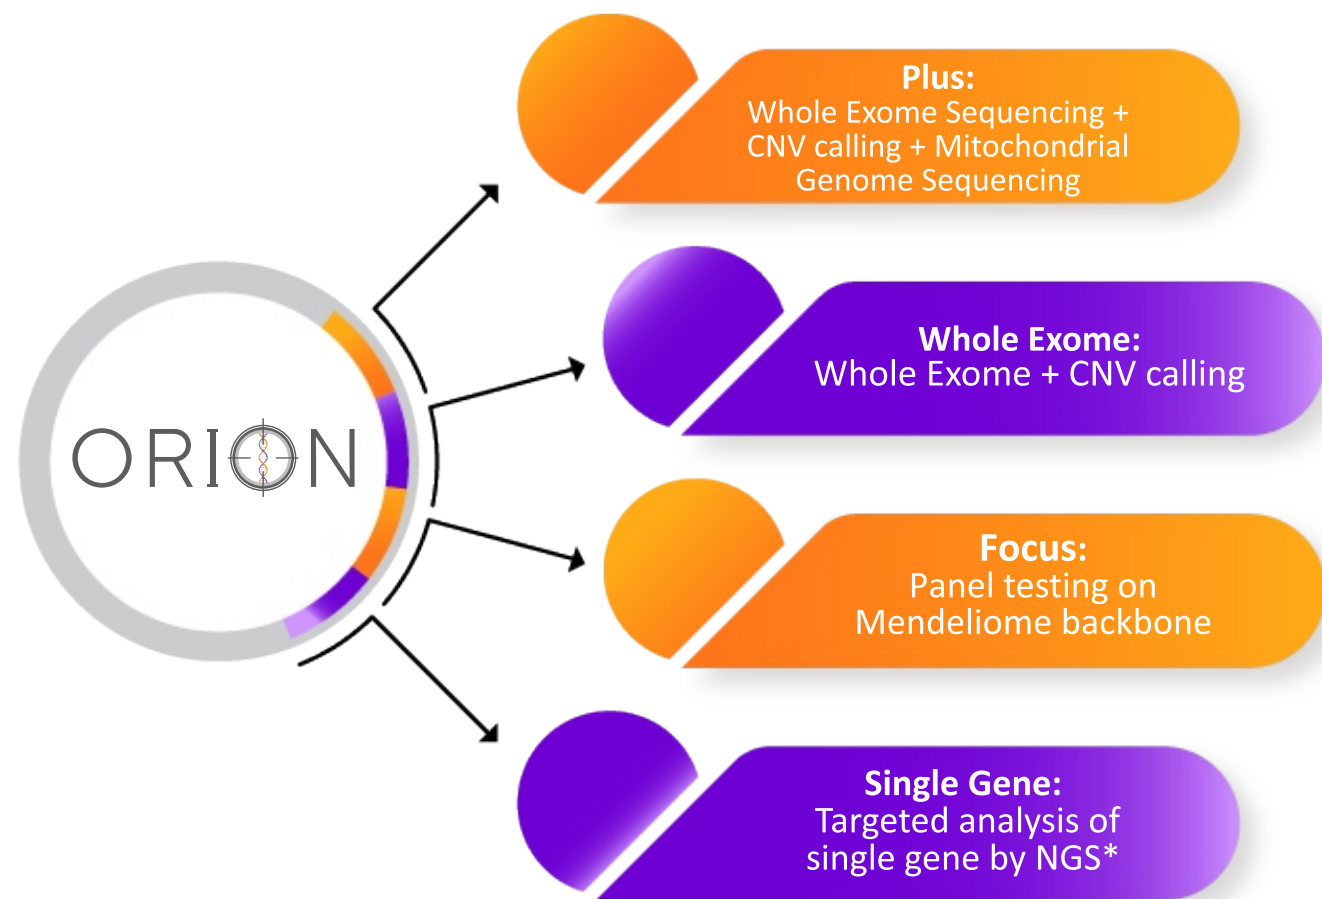 Plus:
Whole Exome Sequencing +
CNV calling + Mitochondrial
Genome Sequencing
ORION
Whole Exome:
Whole Exome + CNV calling
Focus:
Panel testing on
Mendeliome backbone
Single Gene:
Targeted analysis of
single gene by NGS*